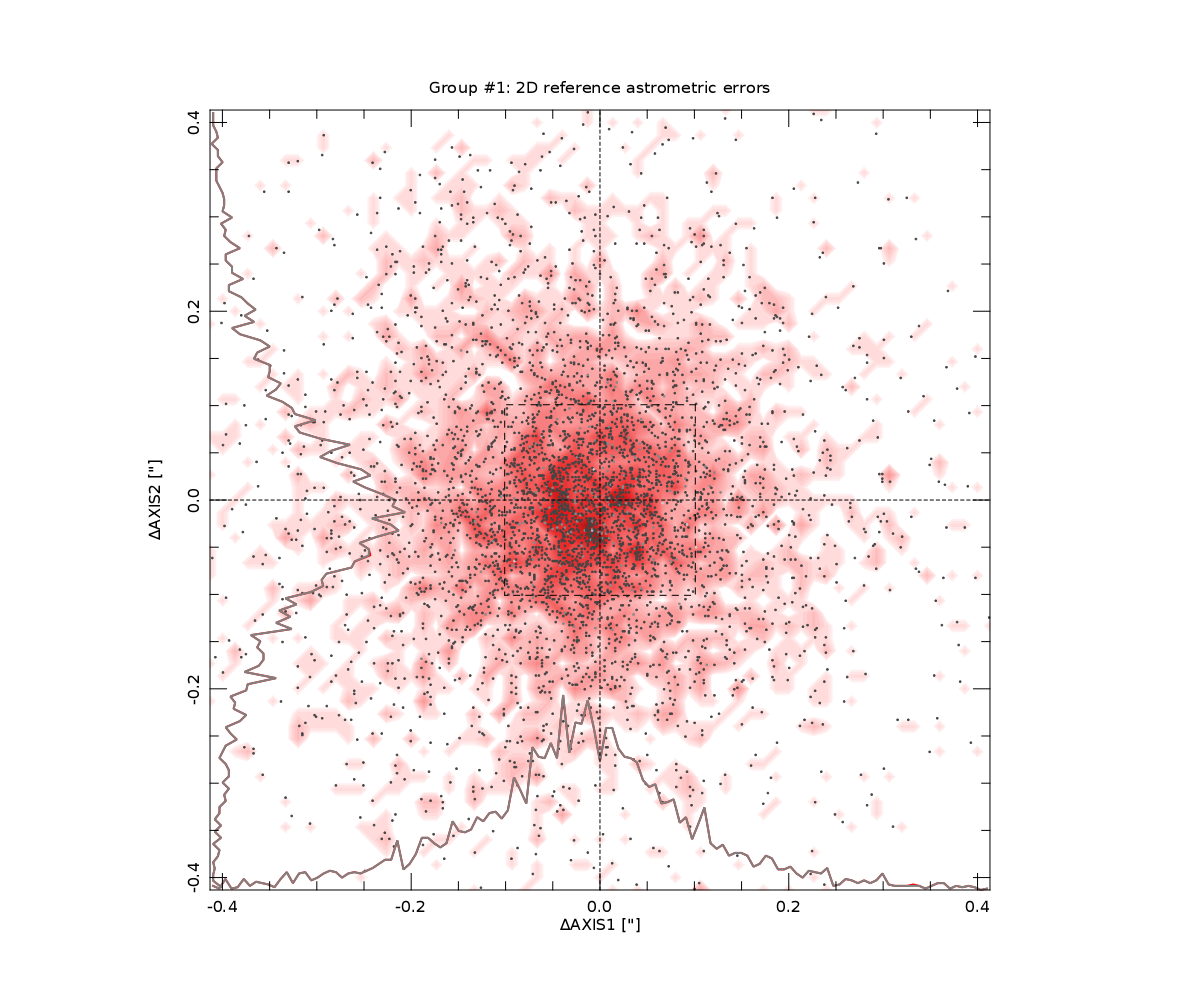 Group #1: 2D reference astrometric errors
0.4
0.2
0.0
-0.2
-0.4
ΔAXIS2 ["]
-0.4 -0.2 0.0 0.2 0.4
ΔAXIS1 ["]